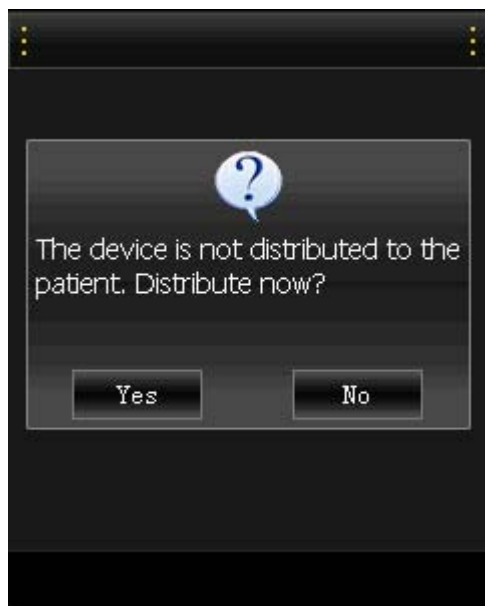 The device is not distributed to the
patient. Distribute now?
Yes No